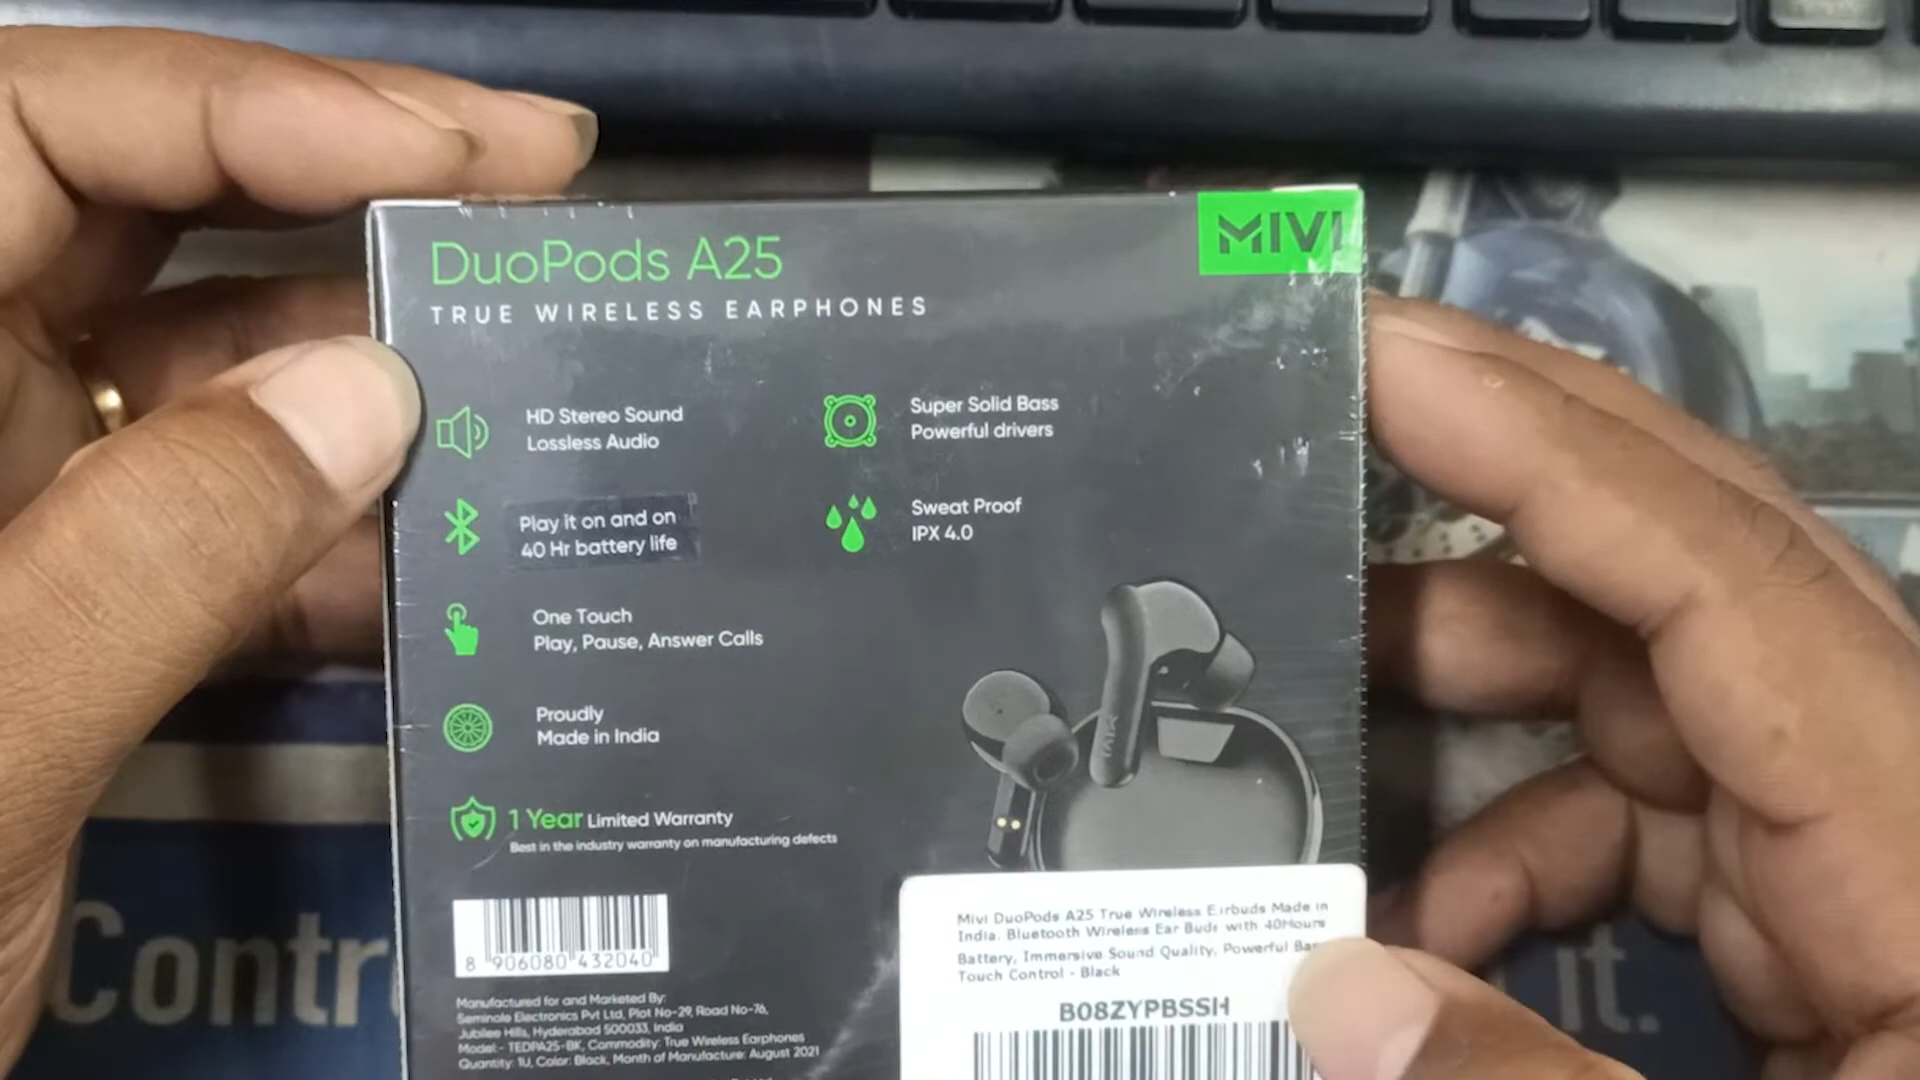 DuoPods A25
MIVI
TRUE WIRELESS EARPHONES
HD Stereo Sound
Lossless Audio
Super Solid Bass
Powerful drivers
Play it on and on
40 Hr battery life
Sweat Proof
IPX 4.0
One Touch
Play, Pause, Answer Calls
Proudly
Made in India
MIVI
1 Year Limited Warranty
Best in the industry warranty on manufacturing defects
8 906080 432040
Manufactured for and Marketed By:
Seminole Electronics Pvt Ltd, Plot No-29, Road No-76,
Jubilee Hills, Hyderabad 500033, India
Model:- TEDPA25-BK, Commodity: True Wireless Earphones
Quantity: 1U, Color: Black, Month of Manufacture: August 2021
Mivi DuoPods A25 True Wireless Earbuds Made in
India. Bluetooth Wireless Ear Buds with 40Hours
Battery, Immersive Sound Quality, Powerful
Touch Control - Black
B08ZYPBSSH
it.